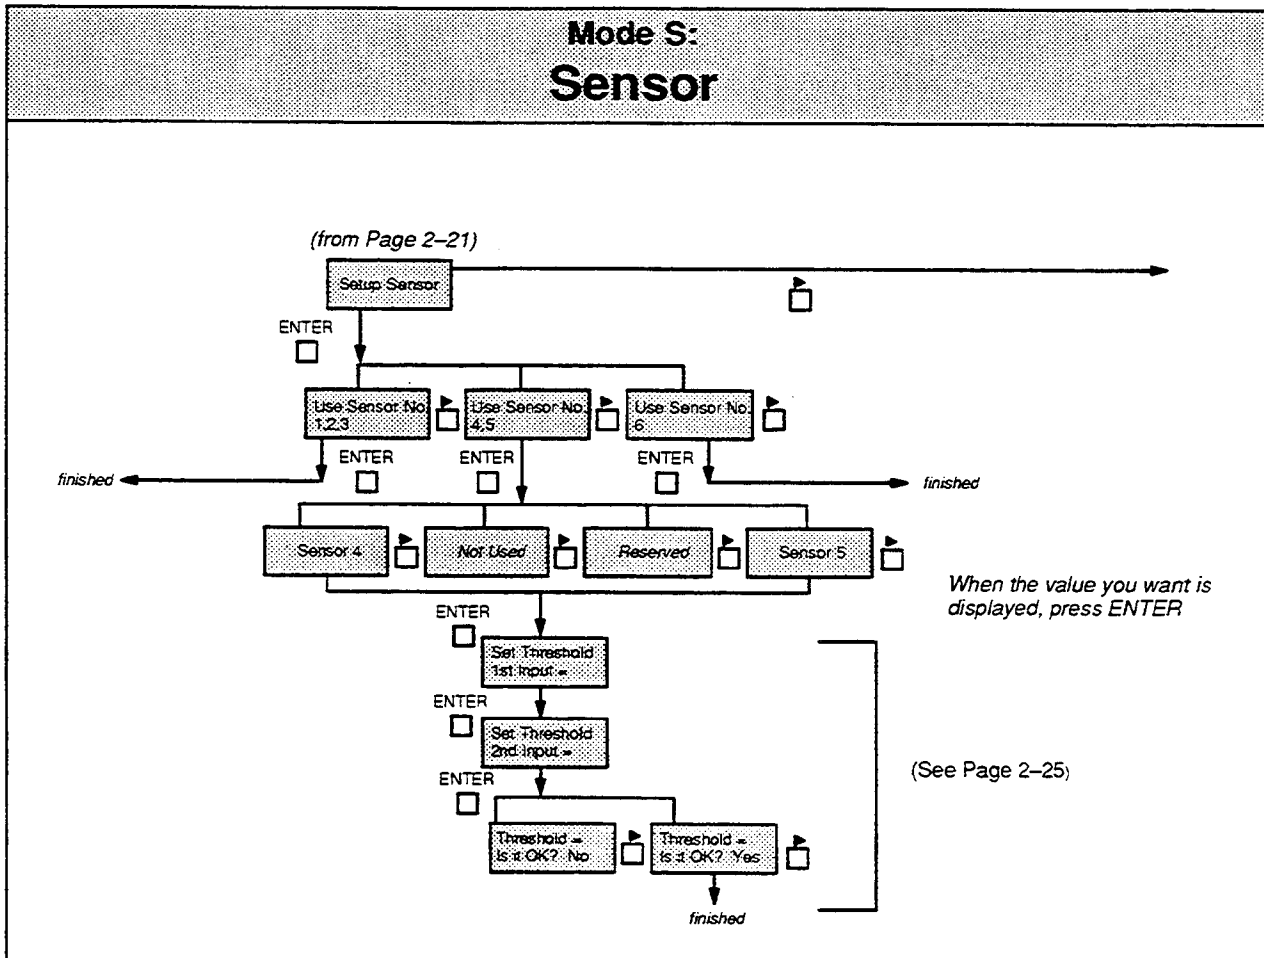 Mode S:
Sensor
(from Page 2–21)
Setup Sensor
ENTER
Use Sensor No.
1,2,3
Use Sensor No.
4,5
Use Sensor No.
6
ENTER
ENTER
ENTER
finished
finished
Sensor 4
Not Used
Reserved
Sensor 5
When the value you want is
displayed, press ENTER
ENTER
Set Threshold
1st Input =
ENTER
Set Threshold
2nd Input =
(See Page 2–25)
ENTER
Threshold =
Is it OK? No
Threshold =
Is it OK? Yes
finished